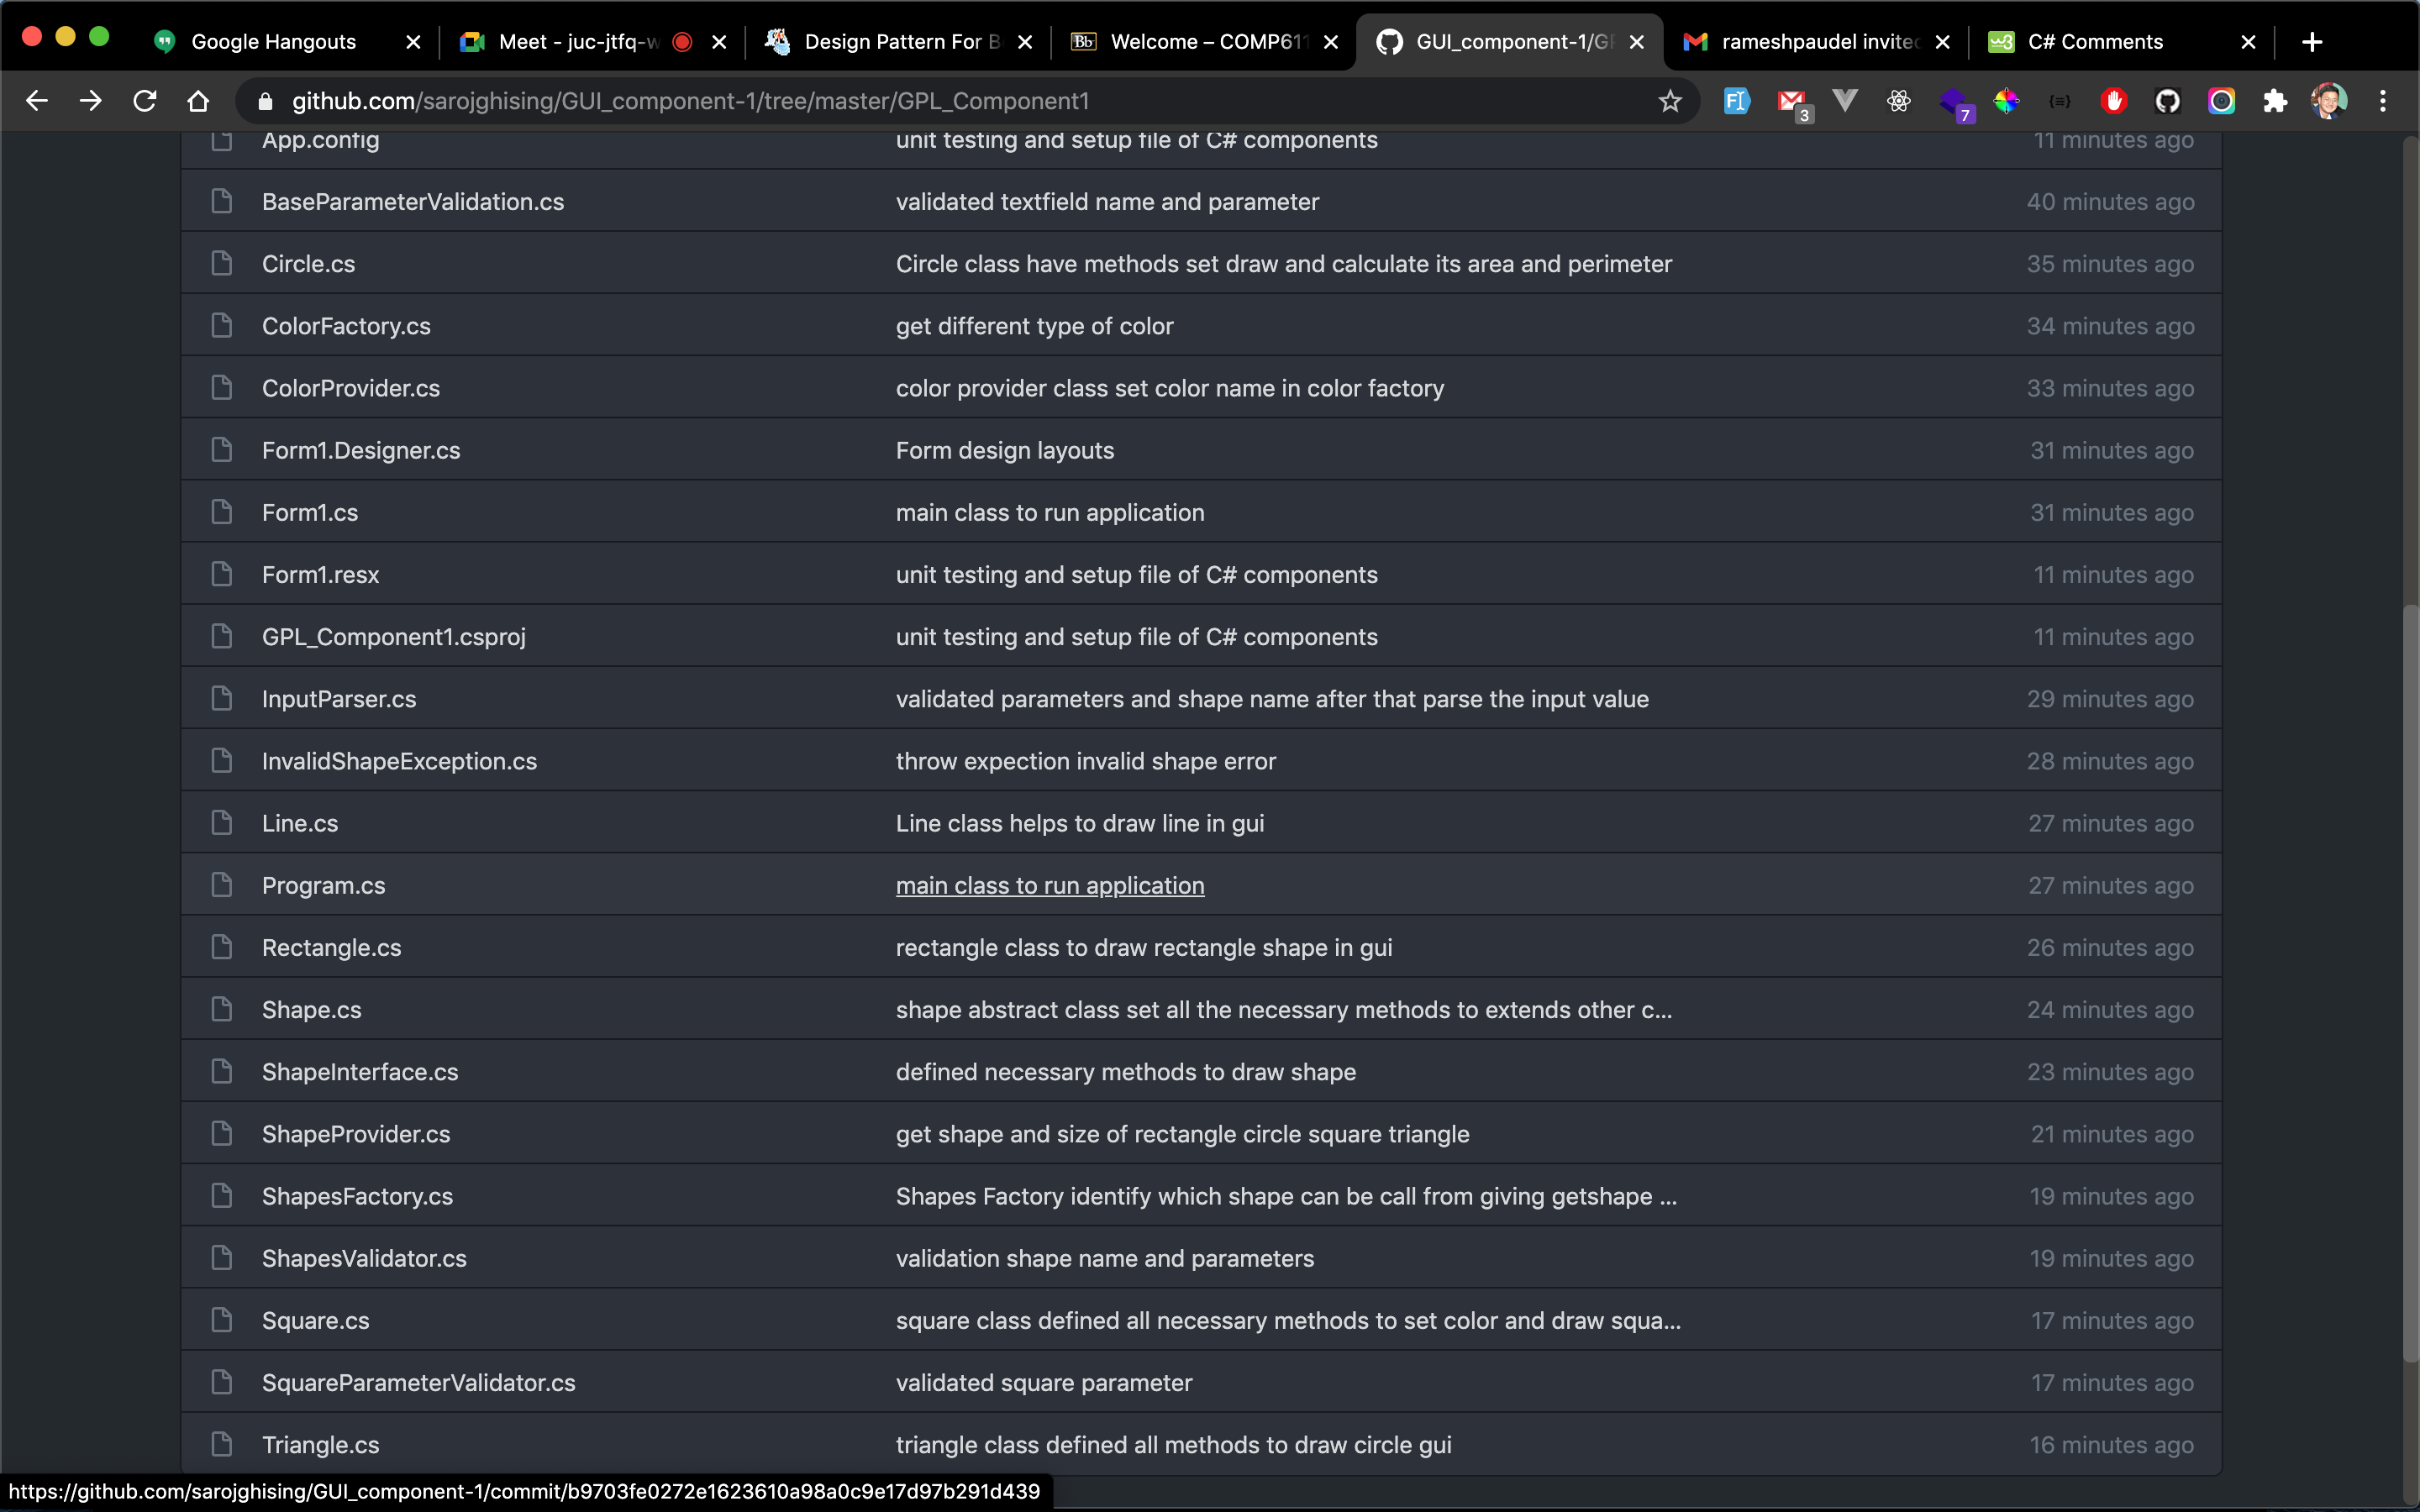 Google Hangouts
Meet - juc-jtfq-w
Design Pattern For B
Bb Welcome – COMP611
GUI_component-1/G
rameshpaudel invited
w3 C# Comments
github.com/sarojghising/GUI_component-1/tree/master/GPL_Component1
3
7
App.config unit testing and setup file of C# components 11 minutes ago
BaseParameterValidation.cs validated textfield name and parameter 40 minutes ago
Circle.cs Circle class have methods set draw and calculate its area and perimeter 35 minutes ago
ColorFactory.cs get different type of color 34 minutes ago
ColorProvider.cs color provider class set color name in color factory 33 minutes ago
Form1.Designer.cs Form design layouts 31 minutes ago
Form1.cs main class to run application 31 minutes ago
Form1.resx unit testing and setup file of C# components 11 minutes ago
GPL_Component1.csproj unit testing and setup file of C# components 11 minutes ago
InputParser.cs validated parameters and shape name after that parse the input value 29 minutes ago
InvalidShapeException.cs throw expection invalid shape error 28 minutes ago
Line.cs Line class helps to draw line in gui 27 minutes ago
Program.cs main class to run application 27 minutes ago
Rectangle.cs rectangle class to draw rectangle shape in gui 26 minutes ago
Shape.cs shape abstract class set all the necessary methods to extends other c... 24 minutes ago
ShapeInterface.cs defined necessary methods to draw shape 23 minutes ago
ShapeProvider.cs get shape and size of rectangle circle square triangle 21 minutes ago
ShapesFactory.cs Shapes Factory identify which shape can be call from giving getshape ... 19 minutes ago
ShapesValidator.cs validation shape name and parameters 19 minutes ago
Square.cs square class defined all necessary methods to set color and draw squa... 17 minutes ago
SquareParameterValidator.cs validated square parameter 17 minutes ago
Triangle.cs triangle class defined all methods to draw circle gui 16 minutes ago
https://github.com/sarojghising/GUI_component-1/commit/b9703fe0272e1623610a98a0c9e17d97b291d439